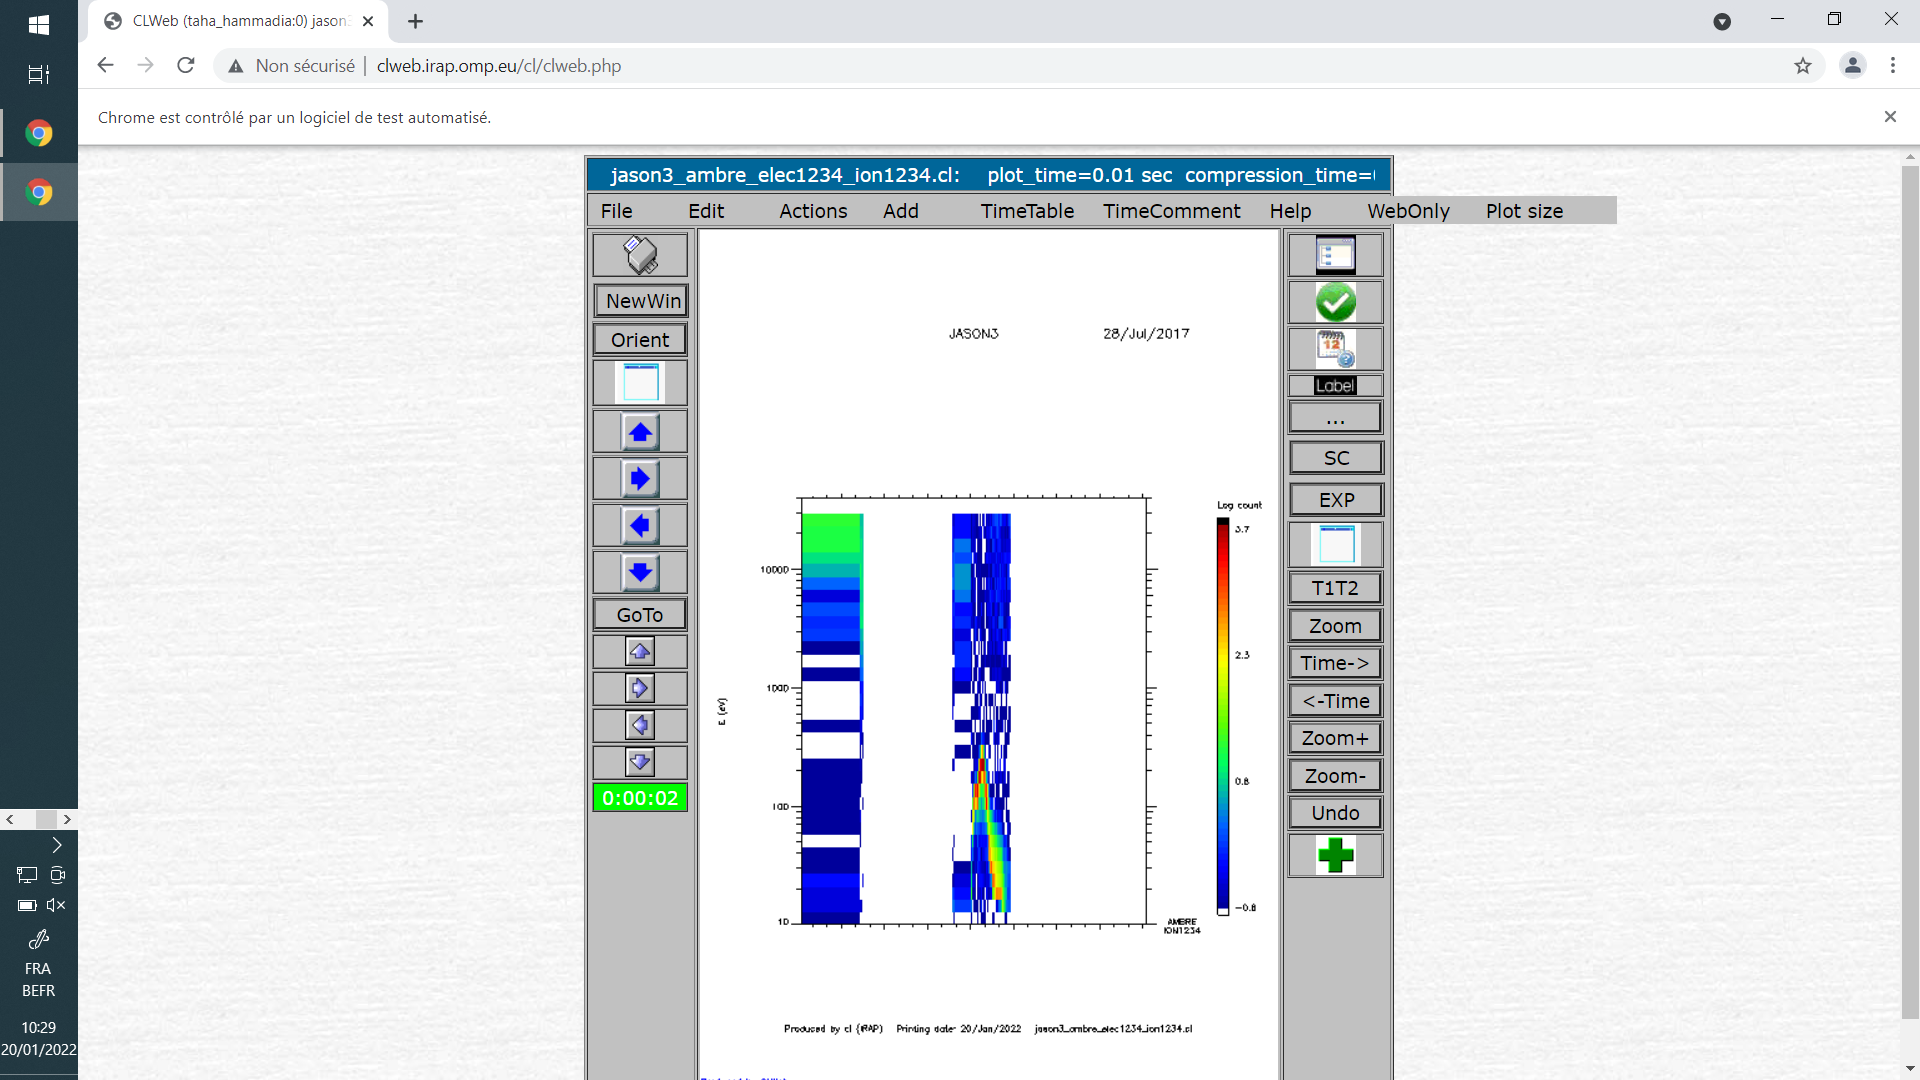 CLWeb (taha_hammadia:0) jason3
Non sécurisé | clweb.irap.omp.eu/cl/clweb.php
Chrome est contrôlé par un logiciel de test automatisé.
jason3_ambre_elec1234_ion1234.cl: plot_time=0.01 sec compression_time=
File Edit Actions Add TimeTable TimeComment Help WebOnly Plot size
NewWin
Orient
GoTo
0:00:02
JASON3 28/Jul/2017
Log count
3.7
2.3
0.8
-0.8
10000
1000
100
10
E (eV)
AMBRE
ION1234
Produced by cl (IRAP) Printing date: 20/Jan/2022 jason3_ambre_elec1234_ion1234.cl
12
Label
...
SC
EXP
T1T2
Zoom
Time->
<-Time
Zoom+
Zoom-
Undo
FRA
BEFR
10:29
20/01/2022